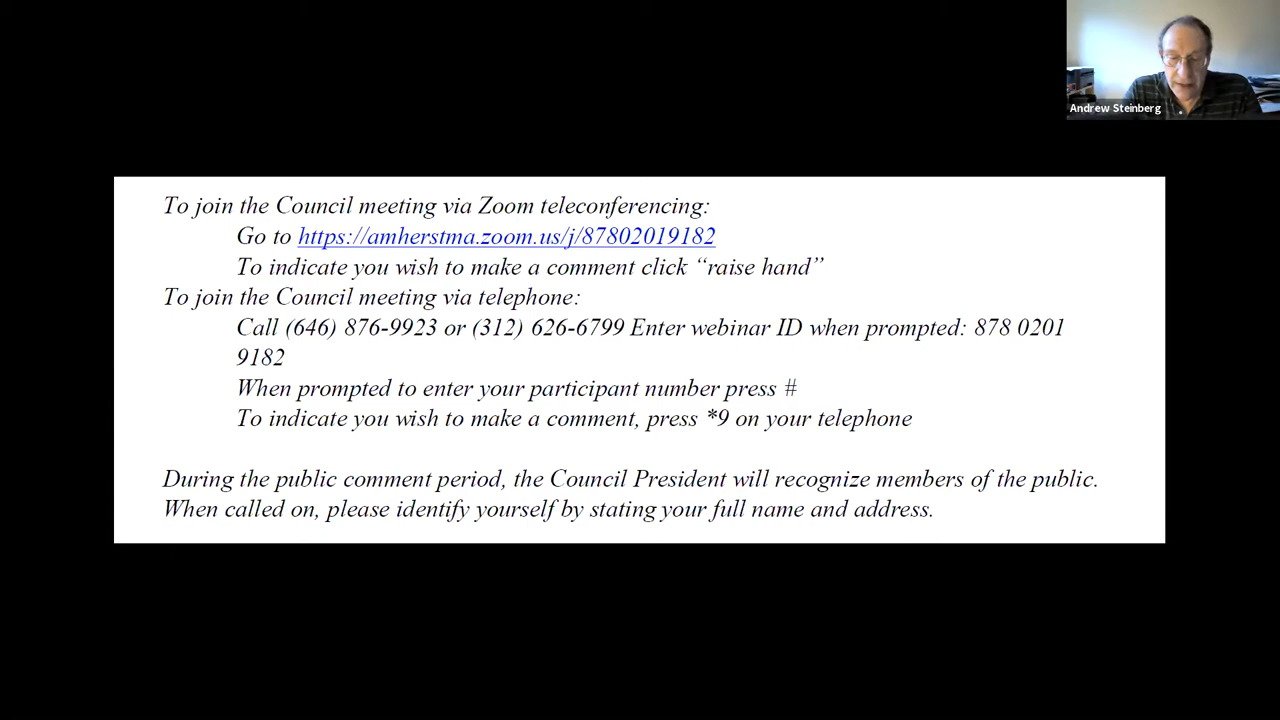 Andrew Steinberg
To join the Council meeting via Zoom teleconferencing:
Go to https://amherstma.zoom.us/j/87802019182
To indicate you wish to make a comment click “raise hand”
To join the Council meeting via telephone:
Call (646) 876-9923 or (312) 626-6799 Enter webinar ID when prompted: 878 0201
9182
When prompted to enter your participant number press #
To indicate you wish to make a comment, press *9 on your telephone
During the public comment period, the Council President will recognize members of the public.
When called on, please identify yourself by stating your full name and address.